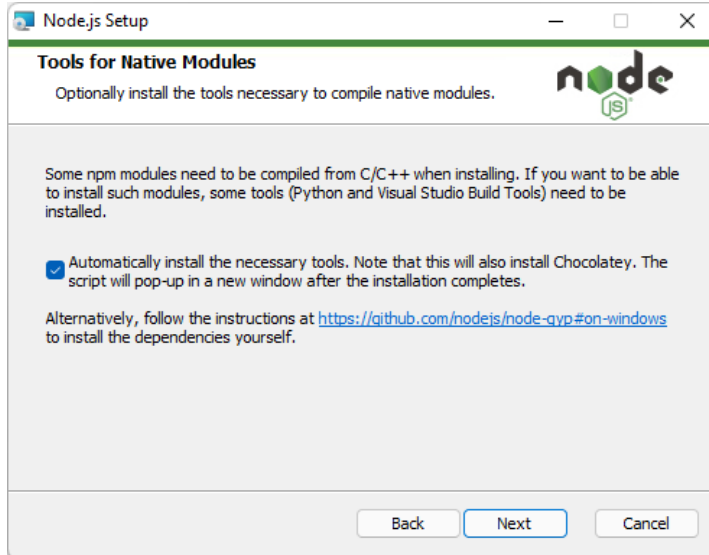 Node.js Setup
Tools for Native Modules
Optionally install the tools necessary to compile native modules.
node
JS
Some npm modules need to be compiled from C/C++ when installing. If you want to be able
to install such modules, some tools (Python and Visual Studio Build Tools) need to be
installed.
Automatically install the necessary tools. Note that this will also install Chocolatey. The
script will pop-up in a new window after the installation completes.
Alternatively, follow the instructions at https://github.com/nodejs/node-gyp#on-windows
to install the dependencies yourself.
Back
Next
Cancel